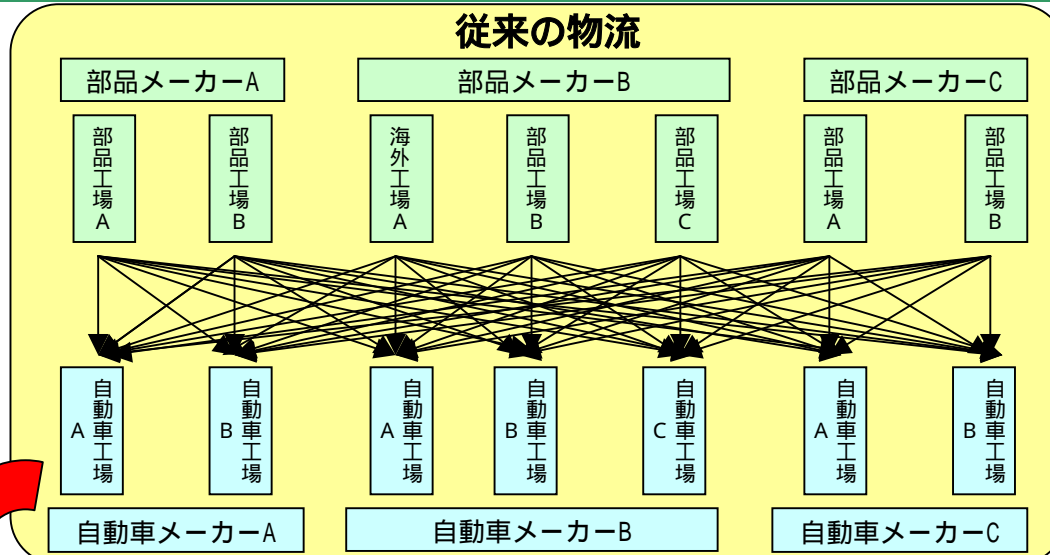 従来の物流
部品メーカーA
部品メーカーB
部品メーカーC
部品工場A
部品工場B
海外工場A
部品工場B
部品工場C
部品工場A
部品工場B
自動車工場A
自動車工場B
自動車工場A
自動車工場B
自動車工場C
自動車工場A
自動車工場B
自動車メーカーA
自動車メーカーB
自動車メーカーC